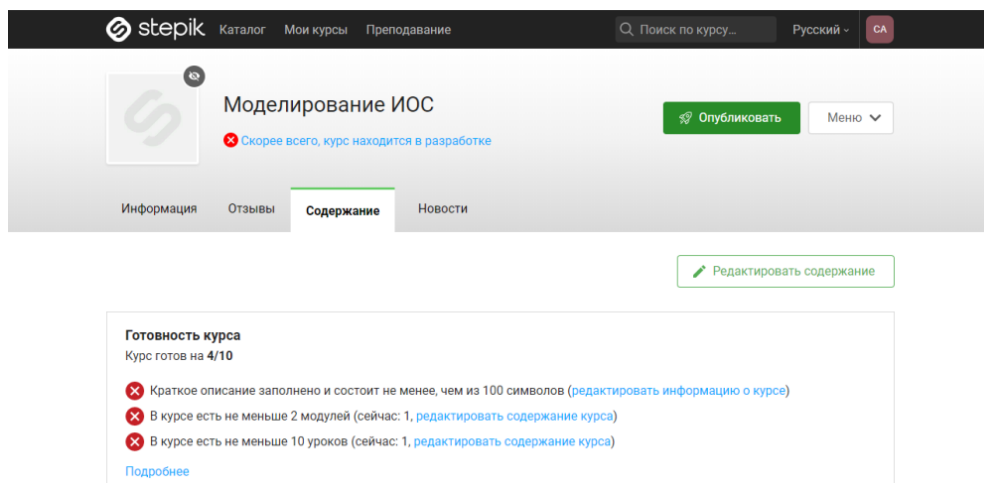 stepik Каталог Мои курсы Преподавание Поиск по курсу... Русский СА
Моделирование ИОС
Опубликовать Меню
Скорее всего, курс находится в разработке
Информация Отзывы Содержание Новости
Редактировать содержание
Готовность курса
Курс готов на 4/10
Краткое описание заполнено и состоит не менее, чем из 100 символов (редактировать информацию о курсе)
В курсе есть не меньше 2 модулей (сейчас: 1, редактировать содержание курса)
В курсе есть не меньше 10 уроков (сейчас: 1, редактировать содержание курса)
Подробнее